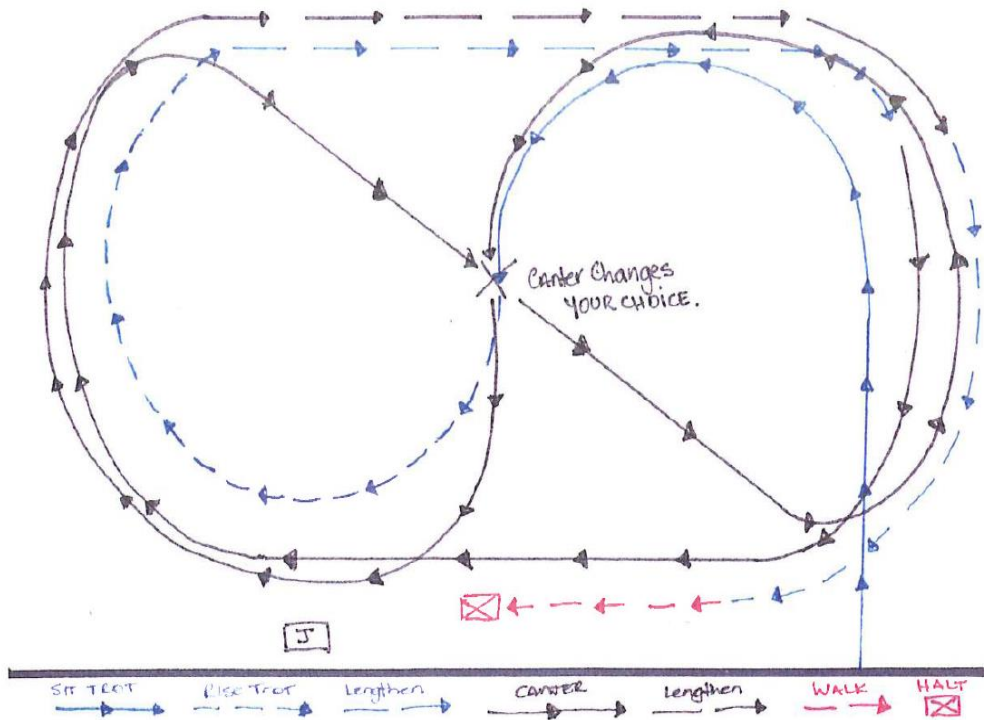 Canter Changes
YOUR CHOICE.
J
SIT TROT RISE TROT Lengthen CANTER Lengthen WALK HALT